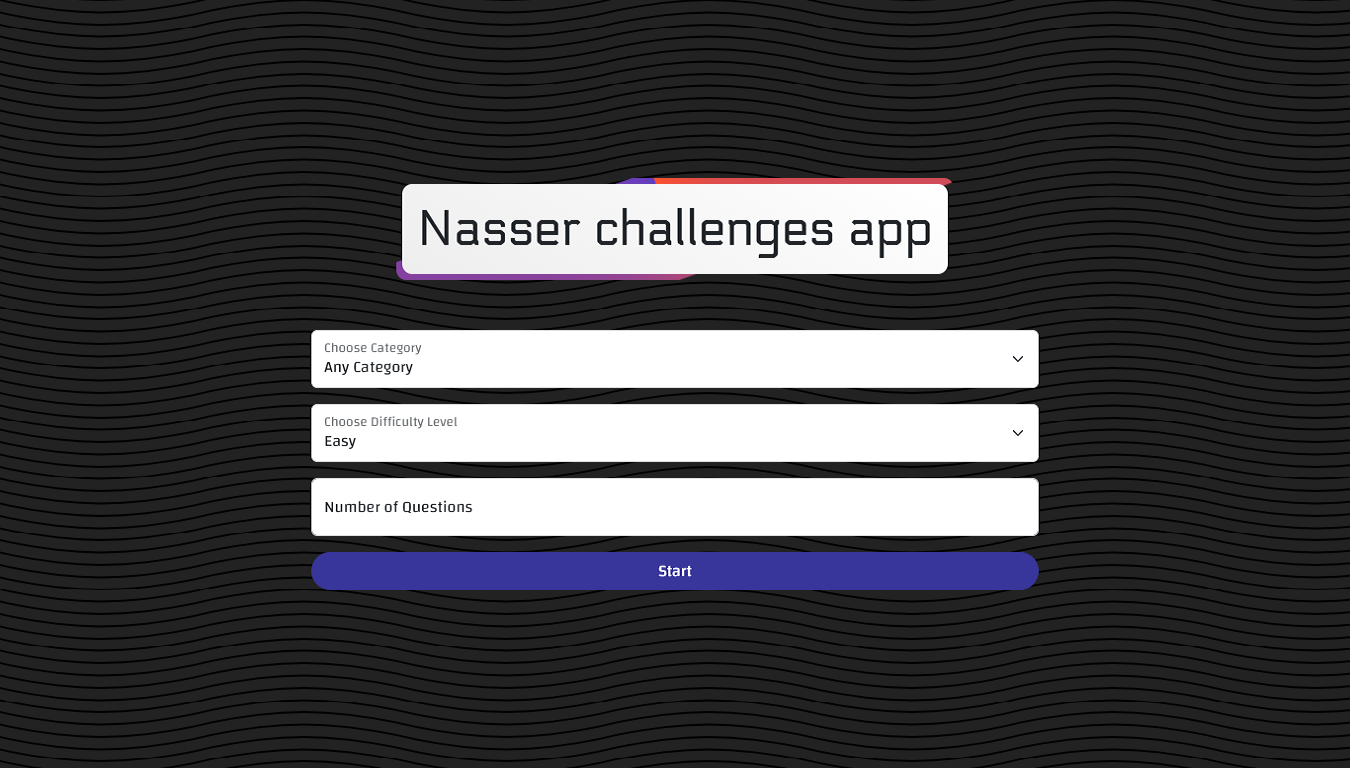 Nasser challenges app
Choose Category
Any Category
Choose Difficulty Level
Easy
Number of Questions
Start